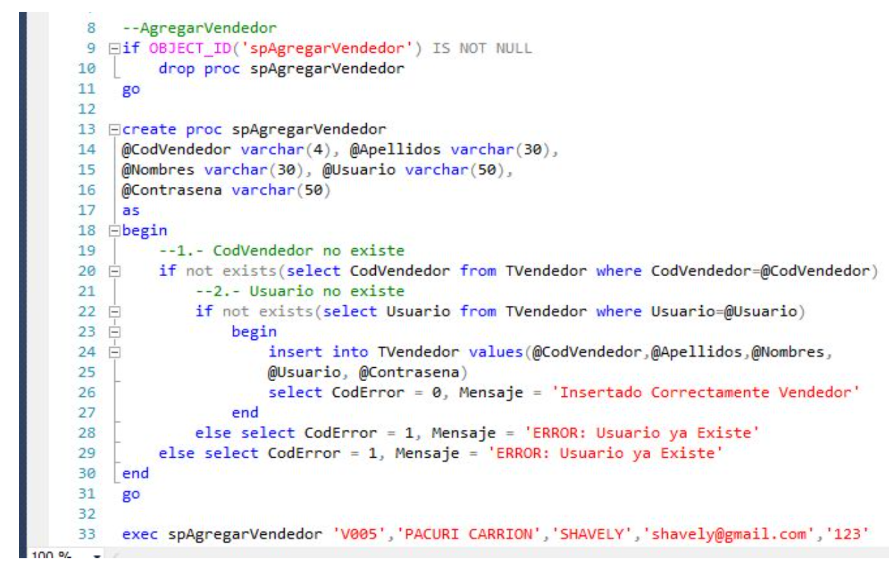 8 --AgregarVendedor
9 if OBJECT_ID('spAgregarVendedor') IS NOT NULL
10 drop proc spAgregarVendedor
11 go
12
13 create proc spAgregarVendedor
14 @CodVendedor varchar(4), @Apellidos varchar(30),
15 @Nombres varchar(30), @Usuario varchar(50),
16 @Contrasena varchar(50)
17 as
18 begin
19 --1.- CodVendedor no existe
20 if not exists(select CodVendedor from TVendedor where CodVendedor=@CodVendedor)
21 --2.- Usuario no existe
22 if not exists(select Usuario from TVendedor where Usuario=@Usuario)
23 begin
24 insert into TVendedor values(@CodVendedor,@Apellidos,@Nombres,
25 @Usuario, @Contrasena)
26 select CodError = 0, Mensaje = 'Insertado Correctamente Vendedor'
27 end
28 else select CodError = 1, Mensaje = 'ERROR: Usuario ya Existe'
29 else select CodError = 1, Mensaje = 'ERROR: Usuario ya Existe'
30 end
31 go
32
33 exec spAgregarVendedor 'V005','PACURI CARRION','SHAVELY','shavely@gmail.com','123'
100 %